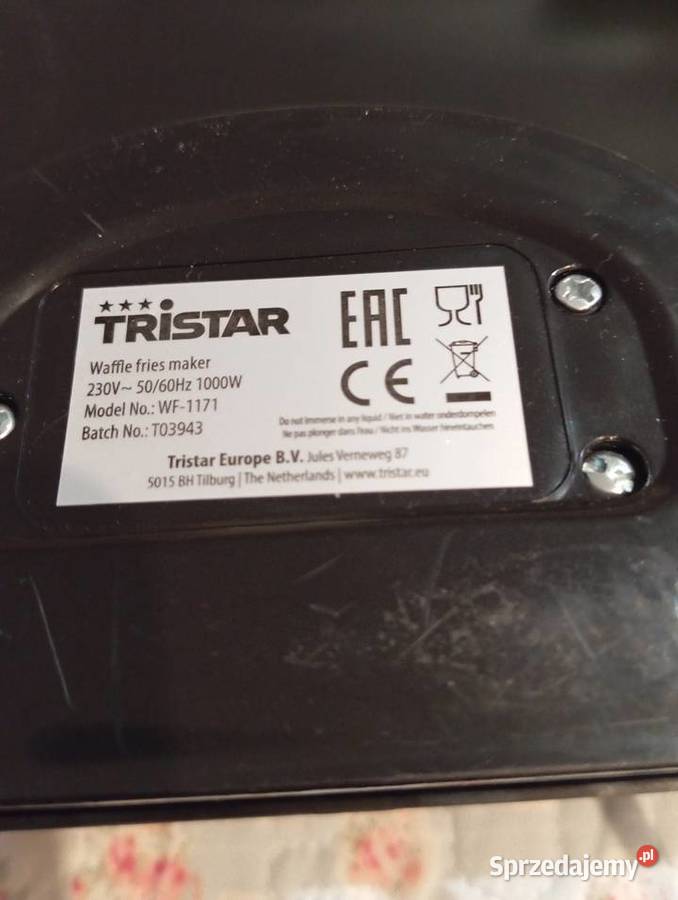 TRISTAR
Waffle fries maker
230V~ 50/60Hz 1000W
Model No.: WF-1171
Batch No.: T03943
EAC
CE
Do not immerse in any liquid / Niet in water onderdompelen
Ne pas plonger dans l'eau / Nicht ins Wasser hineintauchen
Tristar Europe B.V. Jules Verneweg 87
5015 BH Tilburg | The Netherlands | www.tristar.eu
Sprzedajemy.pl